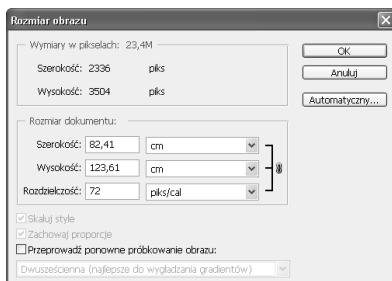 Rozmiar obrazu
Wymiary w pikselach: 23,4M
Szerokość: 2336 piks
Wysokość: 3504 piks
OK
Anuluj
Automatyczny...
Rozmiar dokumentu:
Szerokość: 82,41 cm
Wysokość: 123,61 cm
Rozdzielczość: 72 piks/cal
Skaluj style
Zachowaj proporcje
Przeprowadź ponowne próbkowanie obrazu:
Dwusześcienna (najlepsze do wygładzania gradientów)